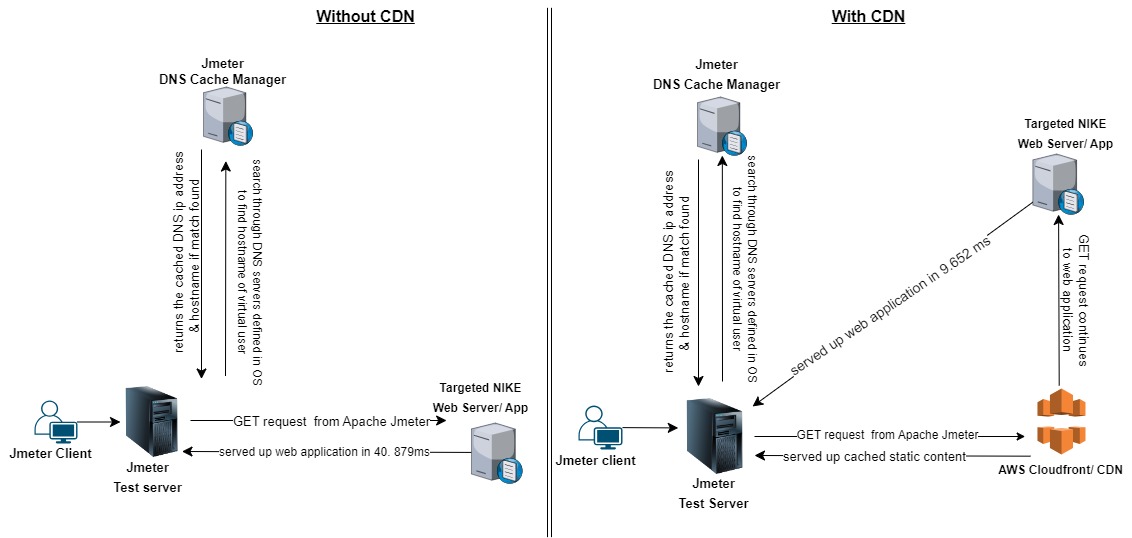 Without CDN
Jmeter
DNS Cache Manager
returns the cached DNS ip address
& hostname if match found
search through DNS servers defined in OS
to find hostname of virtual user
Jmeter Client
Jmeter
Test server
GET request from Apache Jmeter
served up web application in 40. 879ms
Targeted NIKE
Web Server/ App
With CDN
Jmeter
DNS Cache Manager
returns the cached DNS ip address
& hostname if match found
search through DNS servers defined in OS
to find hostname of virtual user
Targeted NIKE
Web Server/ App
served up web application in 9.652 ms
GET request continues
to web application
Jmeter client
Jmeter
Test Server
GET request from Apache Jmeter
served up cached static content
AWS Cloudfront/ CDN